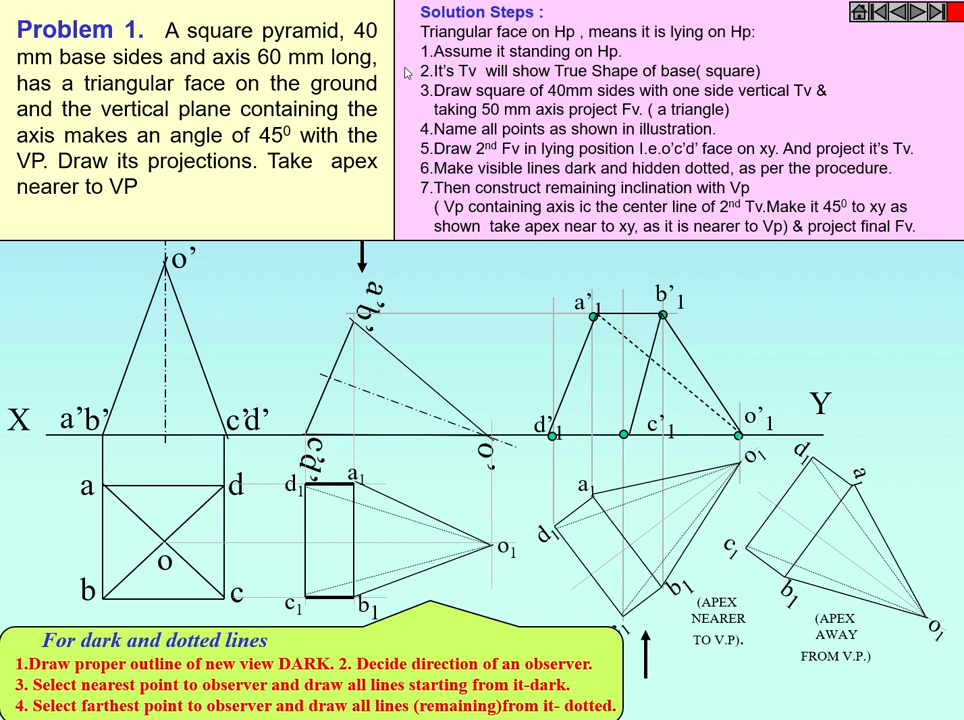 Problem 1. A square pyramid, 40
mm base sides and axis 60 mm long,
has a triangular face on the ground
and the vertical plane containing the
axis makes an angle of 45⁰ with the
VP. Draw its projections. Take apex
nearer to VP
Solution Steps :
Triangular face on Hp , means it is lying on Hp:
1.Assume it standing on Hp.
2.It's Tv will show True Shape of base( square)
3.Draw square of 40mm sides with one side vertical Tv &
taking 50 mm axis project Fv. ( a triangle)
4.Name all points as shown in illustration.
5.Draw 2nd Fv in lying position I.e.o'c'd' face on xy. And project it's Tv.
6.Make visible lines dark and hidden dotted, as per the procedure.
7.Then construct remaining inclination with Vp
( Vp containing axis ic the center line of 2nd Tv.Make it 45⁰ to xy as
shown take apex near to xy, as it is nearer to Vp) & project final Fv.
o'
a'b'
a'1
b'1
X
a'b'
c'd'
c'd'
o'
d'1
c'1
o'1
Y
a
d
b
c
o
d1
a1
c1
b1
o1
a1
d1
b1
o1
1
d1
a1
c1
b1
o1
(APEX
NEARER
TO V.P).
(APEX
AWAY
FROM V.P.)
For dark and dotted lines
1.Draw proper outline of new view DARK. 2. Decide direction of an observer.
3. Select nearest point to observer and draw all lines starting from it-dark.
4. Select farthest point to observer and draw all lines (remaining)from it- dotted.